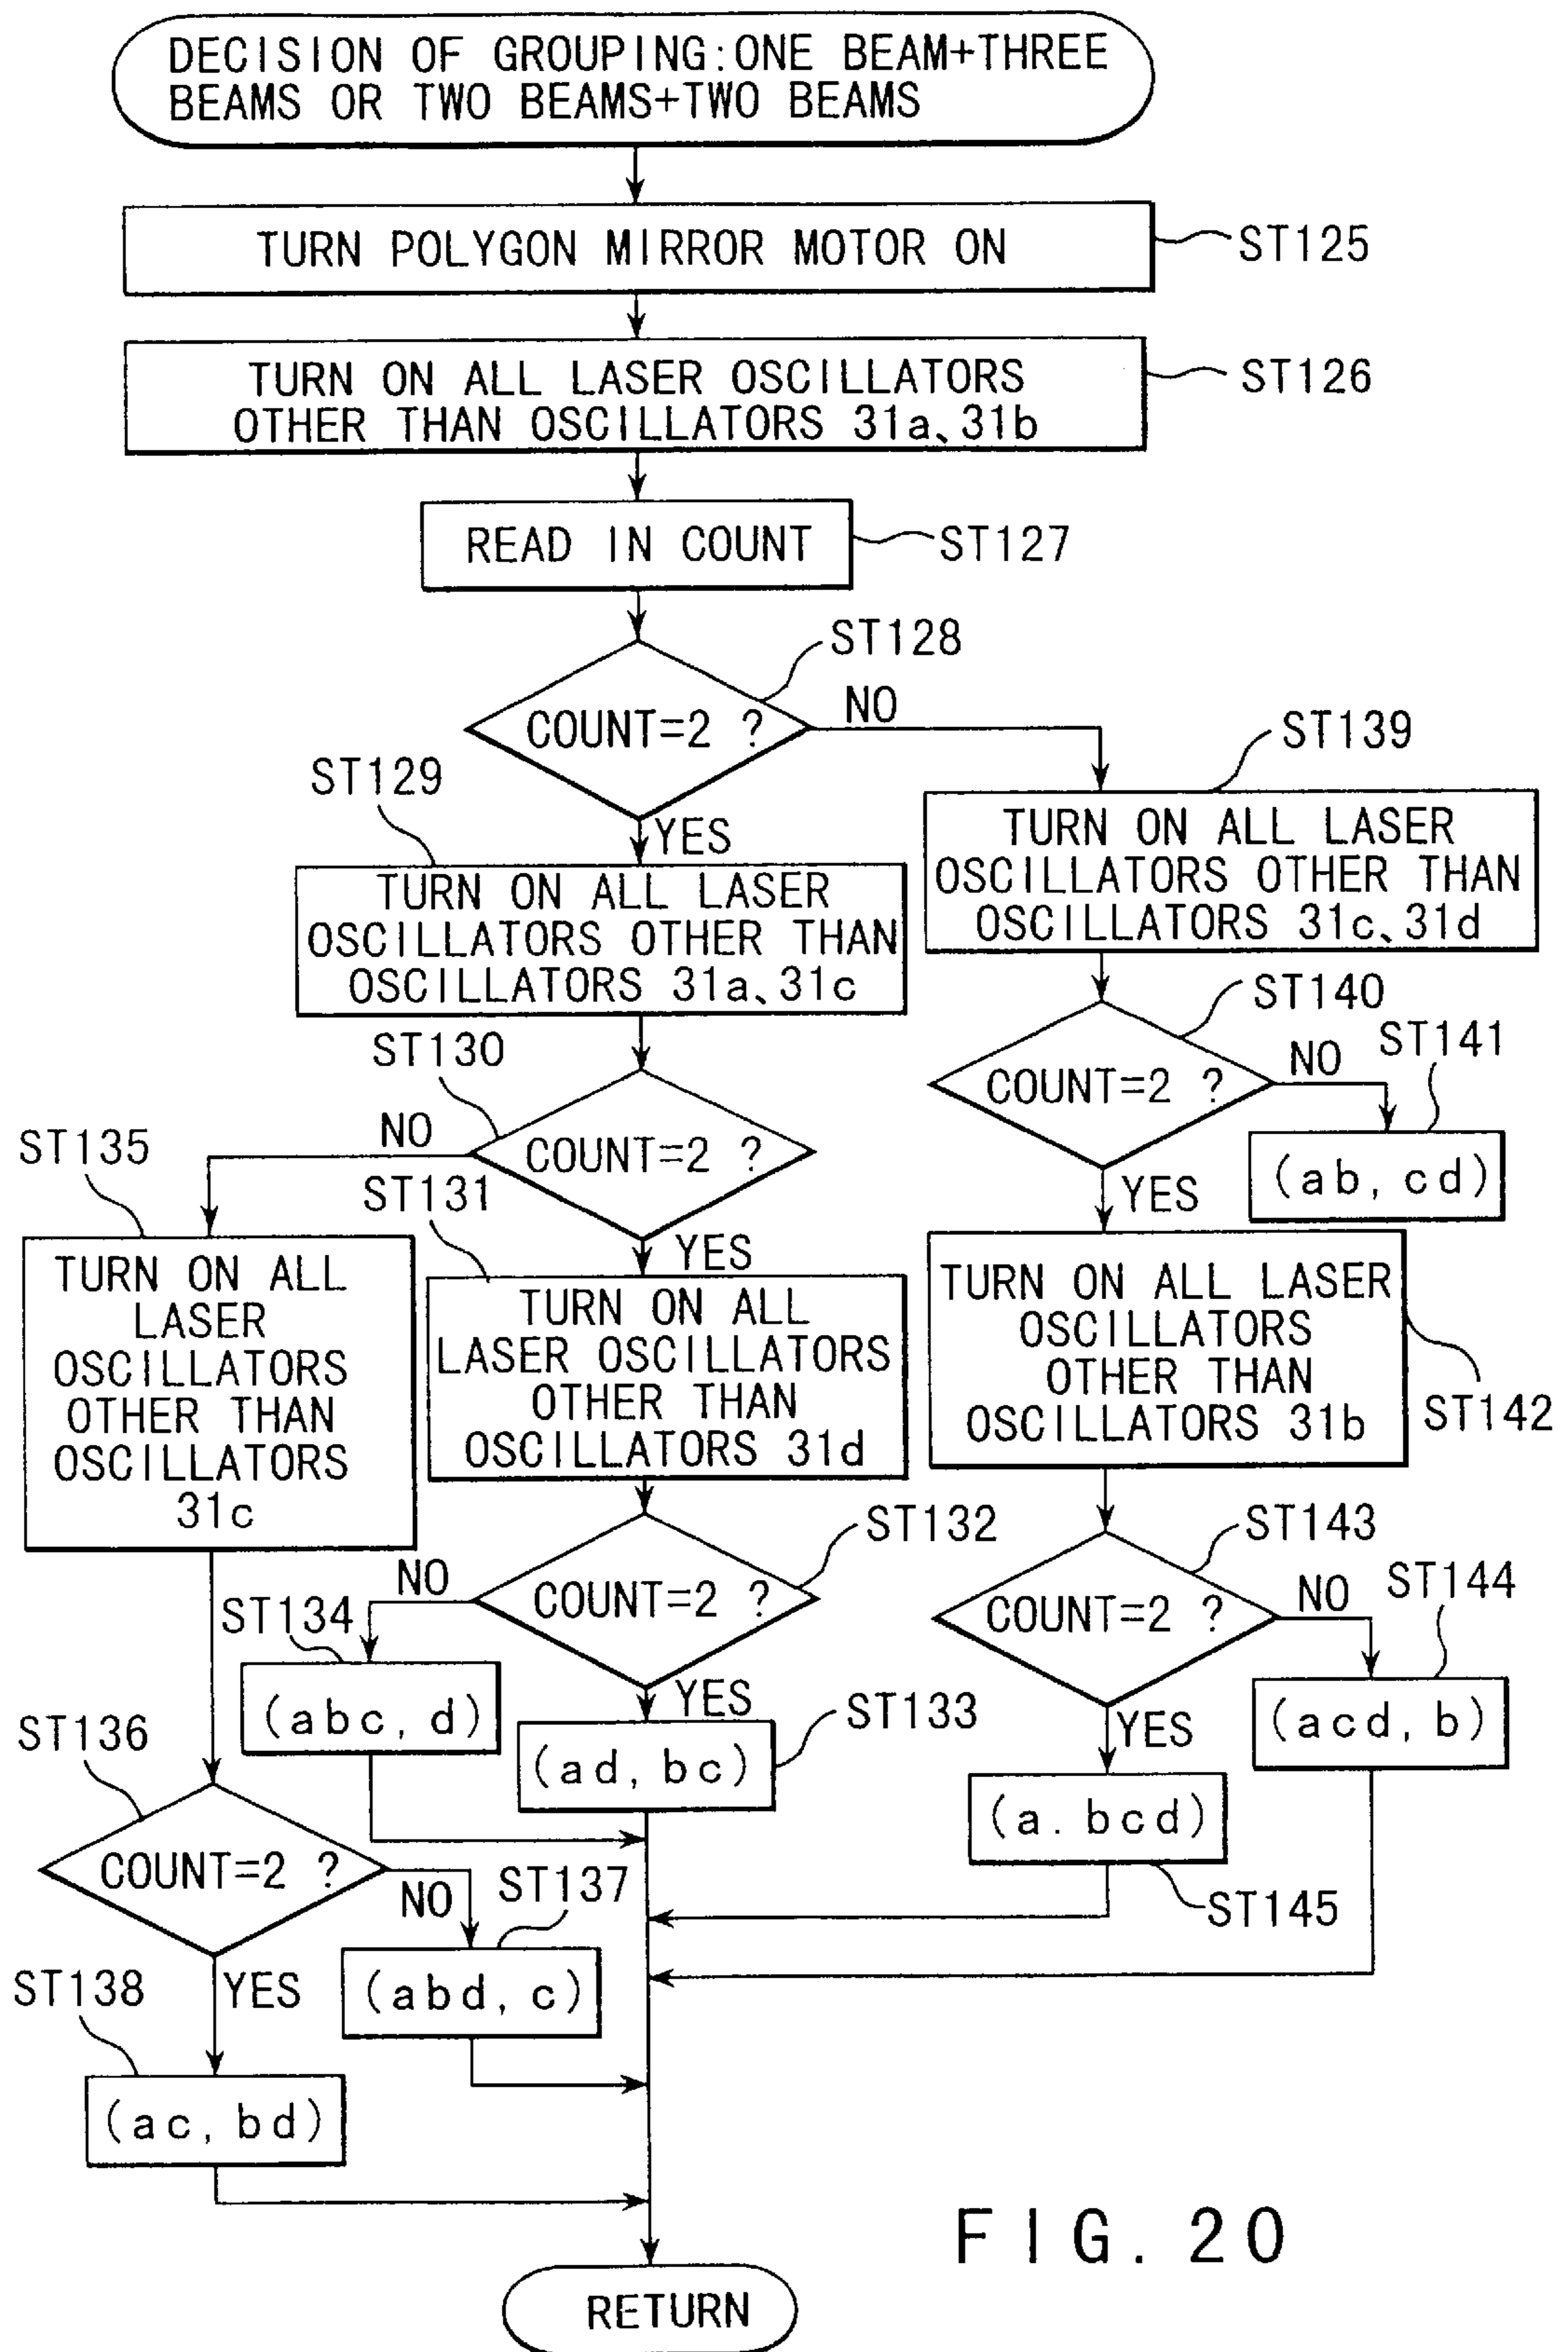 DECISION OF GROUPING:ONE BEAM+THREE
BEAMS OR TWO BEAMS+TWO BEAMS
TURN POLYGON MIRROR MOTOR ON
ST125
TURN ON ALL LASER OSCILLATORS
OTHER THAN OSCILLATORS 31a、31b
ST126
READ IN COUNT
ST127
ST128
COUNT=2 ?
NO
YES
ST129
TURN ON ALL LASER
OSCILLATORS OTHER THAN
OSCILLATORS 31a、31c
ST139
TURN ON ALL LASER
OSCILLATORS OTHER THAN
OSCILLATORS 31c、31d
ST130
COUNT=2 ?
NO
YES
ST140
COUNT=2 ?
NO
YES
ST141
(ab, cd)
ST135
TURN ON ALL
LASER
OSCILLATORS
OTHER THAN
OSCILLATORS
31c
ST131
TURN ON ALL
LASER OSCILLATORS
OTHER THAN
OSCILLATORS 31d
TURN ON ALL LASER
OSCILLATORS
OTHER THAN
OSCILLATORS 31b
ST142
ST132
COUNT=2 ?
NO
YES
ST134
(abc, d)
ST133
(ad, bc)
ST143
COUNT=2 ?
NO
YES
ST144
(acd, b)
(a. bcd)
ST145
ST136
COUNT=2 ?
NO
YES
ST137
(abd, c)
ST138
(ac, bd)
RETURN
FIG. 20